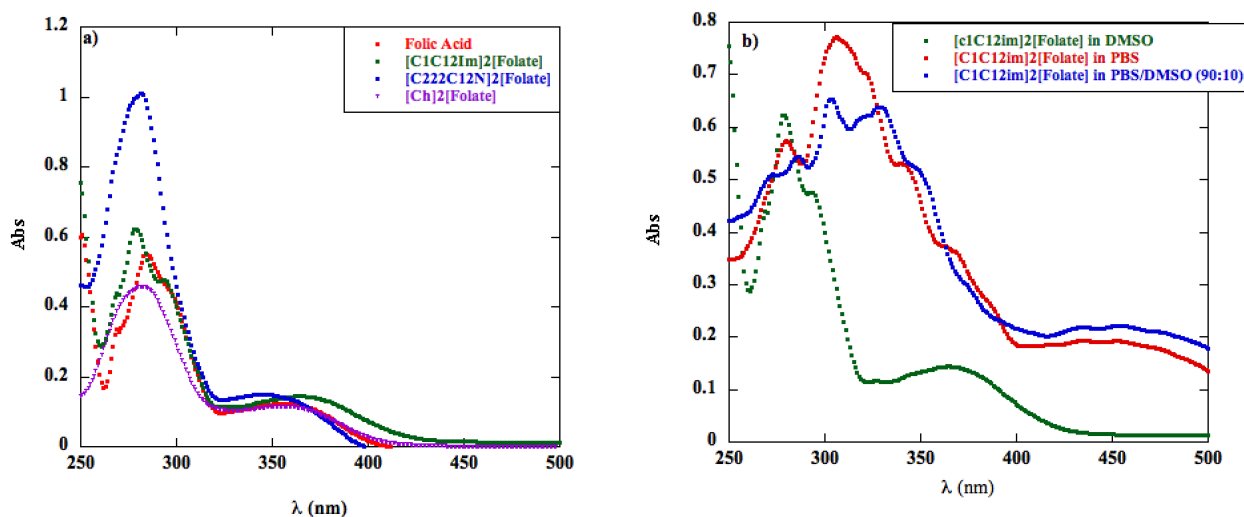 a)
1.2
1
0.8
0.6
0.4
0.2
0
Abs
250 300 350 400 450 500
λ (nm)
Folic Acid
[C1C12Im]2[Folate]
[C222C12N]2[Folate]
[Ch]2[Folate]
b)
0.8
0.7
0.6
0.5
0.4
0.3
0.2
0.1
0
Abs
250 300 350 400 450 500
λ (nm)
[c1C12im]2[Folate] in DMSO
[C1C12im]2[Folate] in PBS
[C1C12im]2[Folate] in PBS/DMSO (90:10)